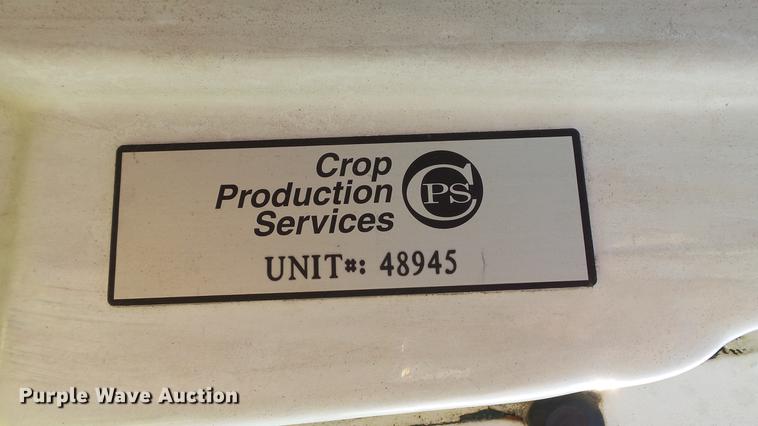 Crop
Production
Services
CPS
UNIT#: 48945
Purple Wave Auction